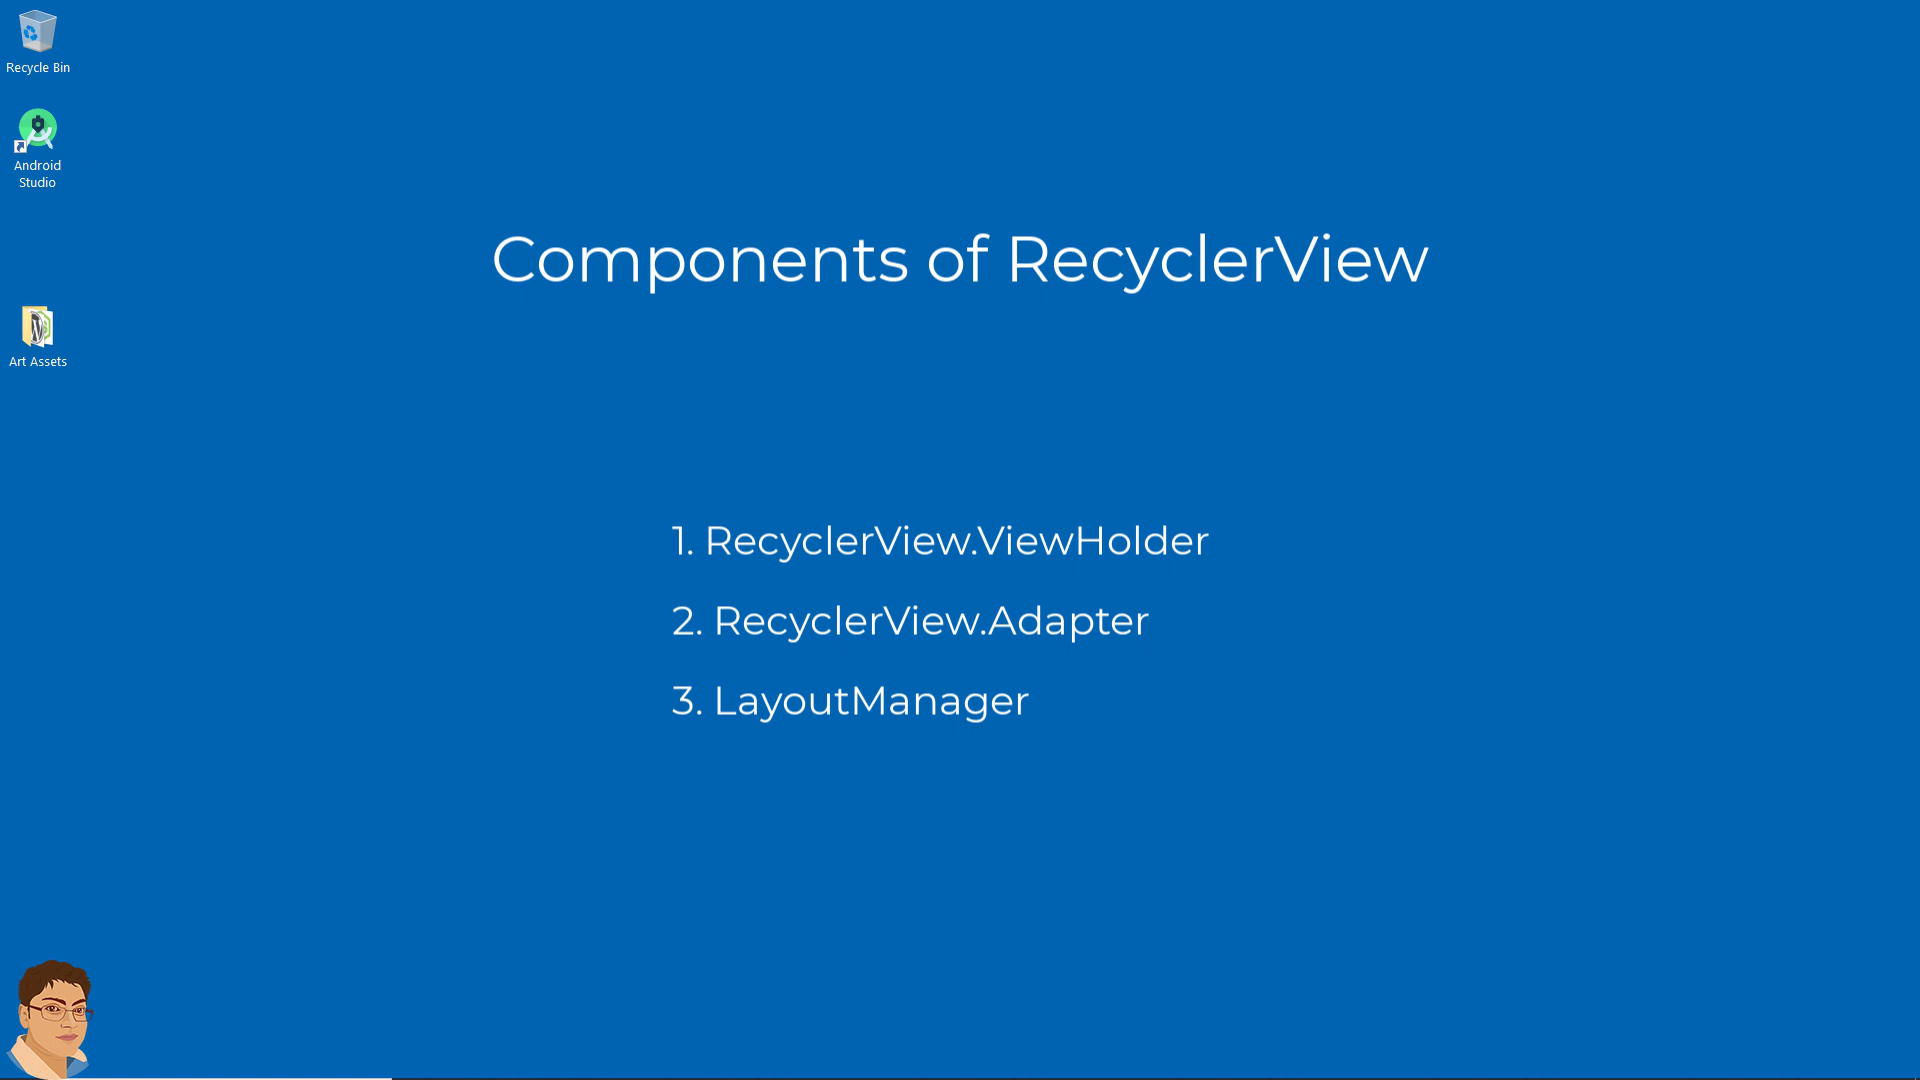 Recycle Bin
Android
Studio
Art Assets
Components of RecyclerView
1. RecyclerView.ViewHolder
2. RecyclerView.Adapter
3. LayoutManager